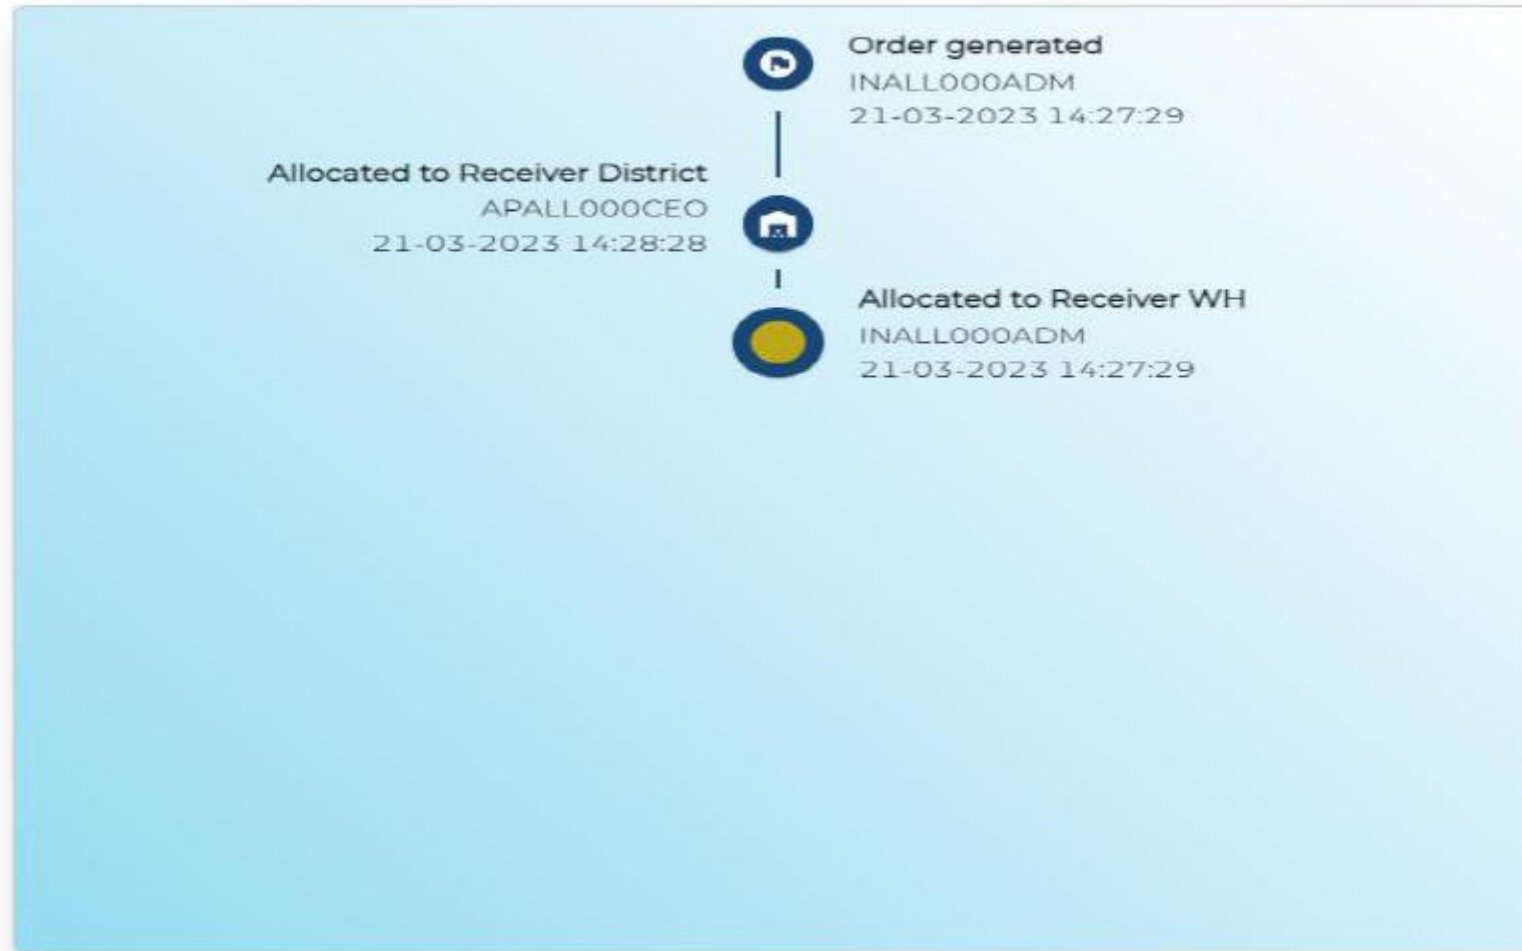 Order generated
INALL000ADM
21-03-2023 14:27:29
Allocated to Receiver District
APALL000CEO
21-03-2023 14:28:28
Allocated to Receiver WH
INALL000ADM
21-03-2023 14:27:29